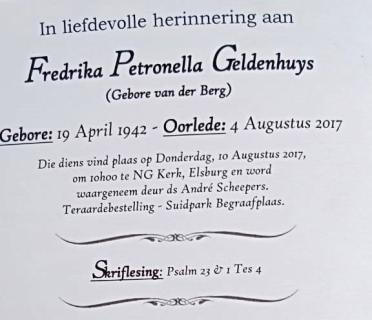 In liefdevolle herinnering aan
Fredrika Petronella Geldenhuys
(Gebore van der Berg)
Gebore: 19 April 1942 - Oorlede: 4 Augustus 2017
Die diens vind plaas op Donderdag, 10 Augustus 2017,
om 10h00 te NG Kerk, Elsburg en word
waargeneem deur ds André Scheepers.
Teraardebestelling - Suidpark Begraafplaas.
Skriflesing: Psalm 23 & 1 Tes 4